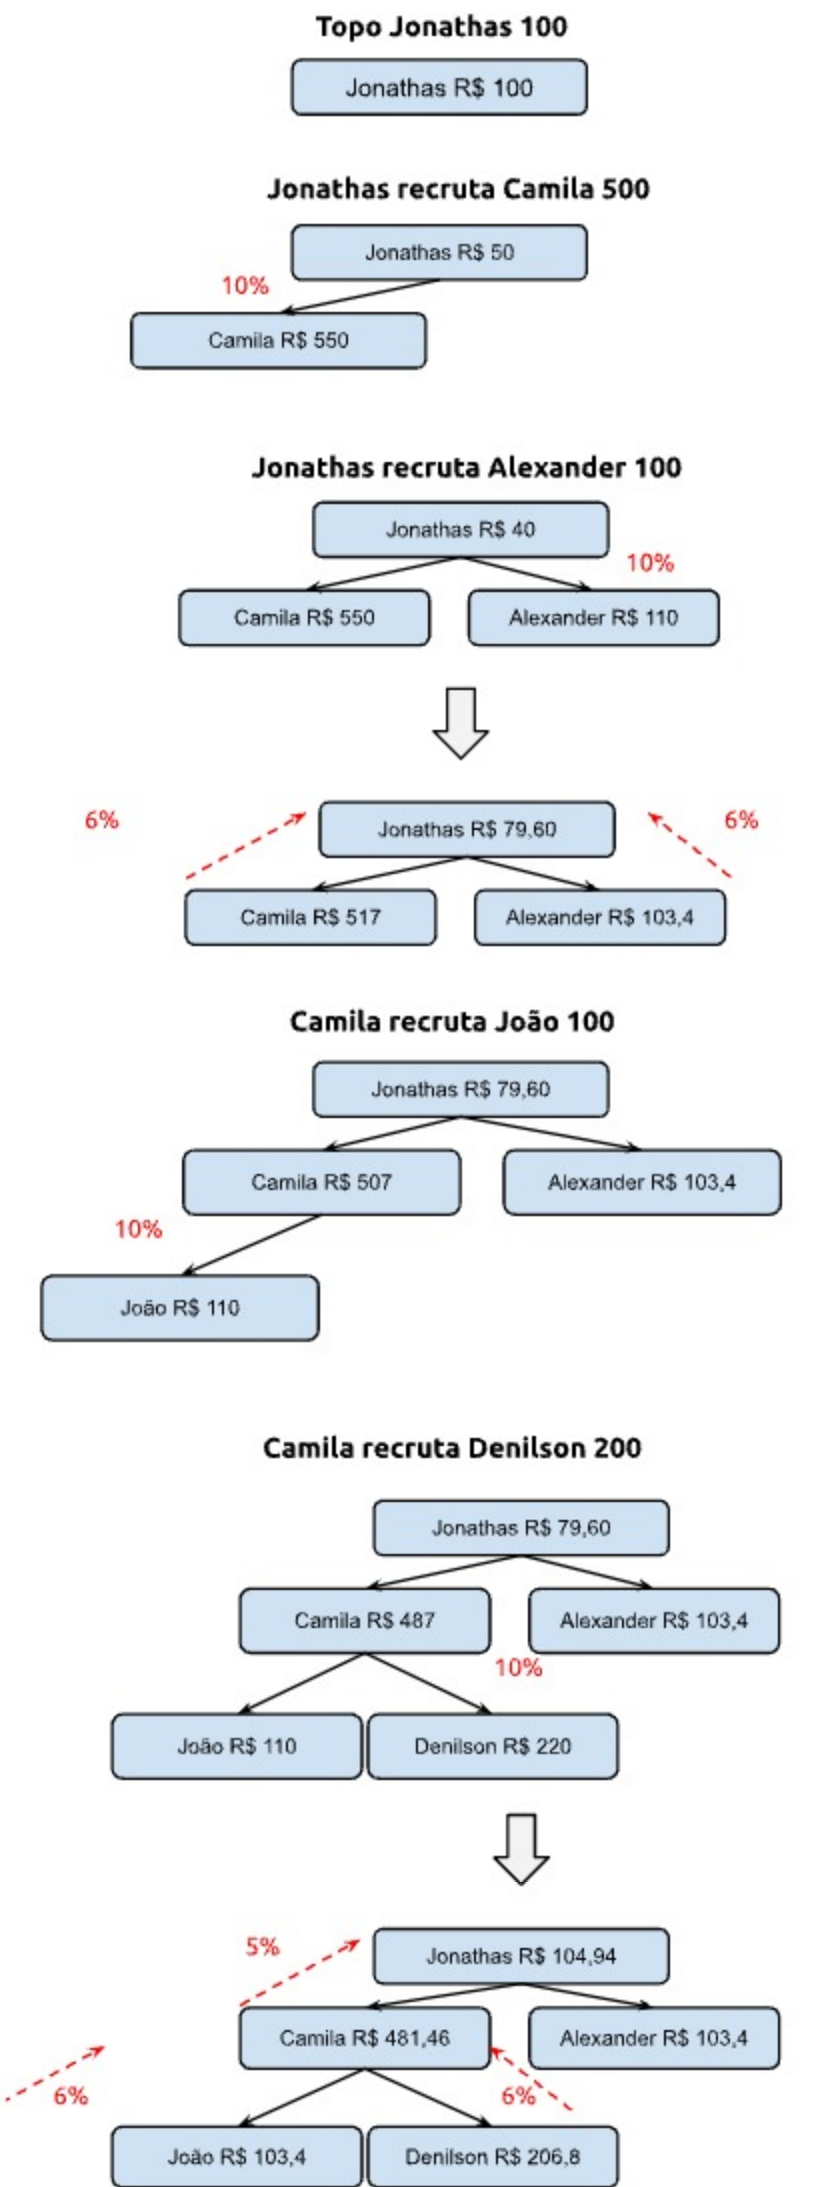 Topo Jonathas 100
Jonathas R$ 100
Jonathas recruta Camila 500
Jonathas R$ 50
10%
Camila R$ 550
Jonathas recruta Alexander 100
Jonathas R$ 40
10%
Camila R$ 550
Alexander R$ 110
6%
Jonathas R$ 79,60
6%
Camila R$ 517
Alexander R$ 103,4
Camila recruta João 100
Jonathas R$ 79,60
Camila R$ 507
Alexander R$ 103,4
10%
João R$ 110
Camila recruta Denilson 200
Jonathas R$ 79,60
Camila R$ 487
Alexander R$ 103,4
10%
João R$ 110
Denilson R$ 220
5%
Jonathas R$ 104,94
Camila R$ 481,46
Alexander R$ 103,4
6%
6%
João R$ 103,4
Denilson R$ 206,8